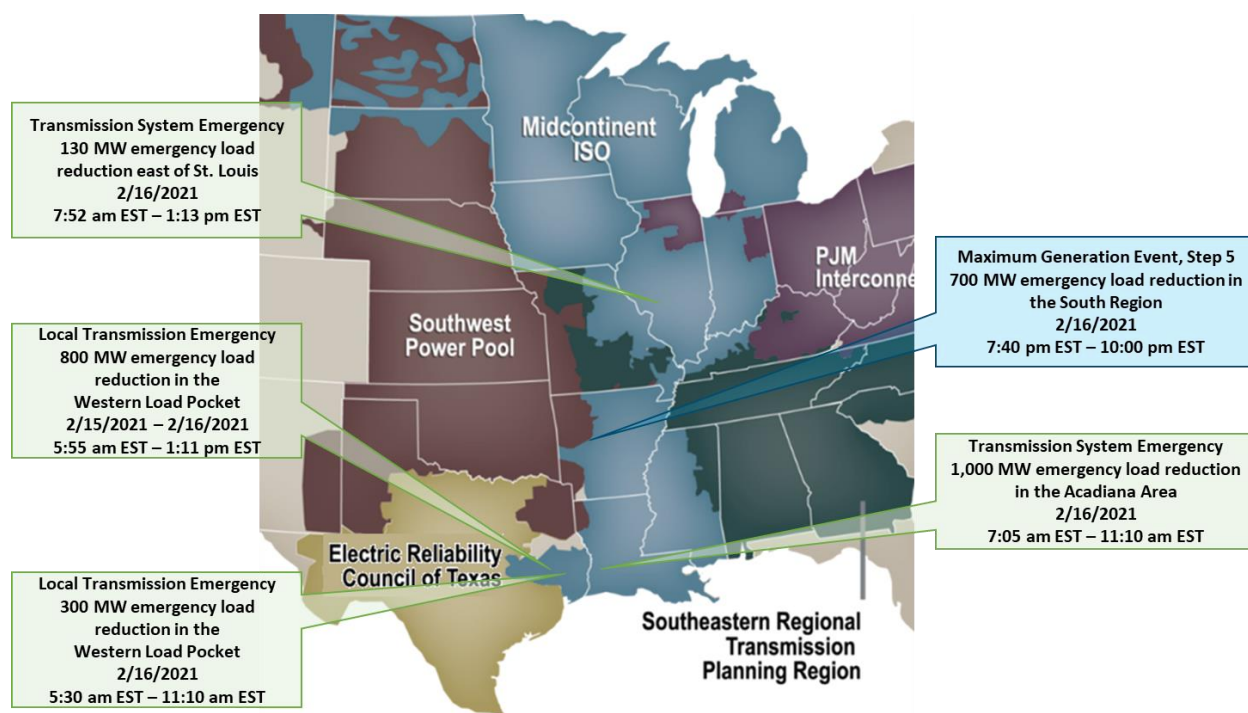 Transmission System Emergency
130 MW emergency load
reduction east of St. Louis
2/16/2021
7:52 am EST – 1:13 pm EST
Local Transmission Emergency
800 MW emergency load
reduction in the
Western Load Pocket
2/15/2021 – 2/16/2021
5:55 am EST – 1:11 pm EST
Local Transmission Emergency
300 MW emergency load
reduction in the
Western Load Pocket
2/16/2021
5:30 am EST – 11:10 am EST
Midcontinent
ISO
Southwest
Power Pool
PJM
Interconne
Electric Reliability
Council of Texas
Southeastern Regional
Transmission
Planning Region
Maximum Generation Event, Step 5
700 MW emergency load reduction in
the South Region
2/16/2021
7:40 pm EST – 10:00 pm EST
Transmission System Emergency
1,000 MW emergency load reduction
in the Acadiana Area
2/16/2021
7:05 am EST – 11:10 am EST